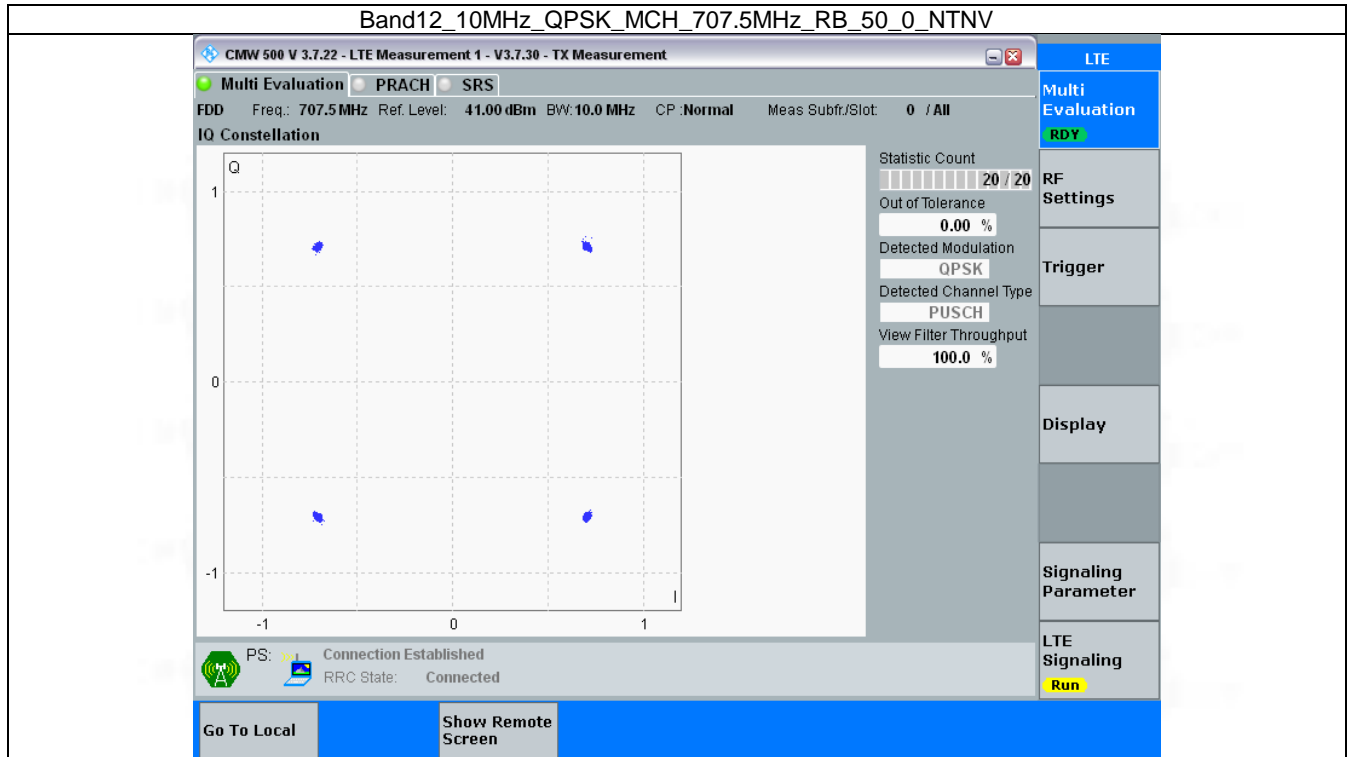 Band12_10MHz_QPSK_MCH_707.5MHz_RB_50_0_NTNV
CMW 500 V 3.7.22 - LTE Measurement 1 - V3.7.30 - TX Measurement
LTE
Multi Evaluation PRACH SRS
Multi
Evaluation
RDY
FDD Freq.: 707.5 MHz Ref. Level: 41.00 dBm BW: 10.0 MHz CP :Normal Meas Subfr./Slot: 0 / All
IQ Constellation
Q
1
0
-1
I
-1 0 1
Statistic Count
20 / 20
Out of Tolerance
0.00 %
Detected Modulation
QPSK
Detected Channel Type
PUSCH
View Filter Throughput
100.0 %
RF
Settings
Trigger
Display
Signaling
Parameter
LTE
Signaling
Run
PS: Connection Established
RRC State: Connected
Go To Local
Show Remote
Screen